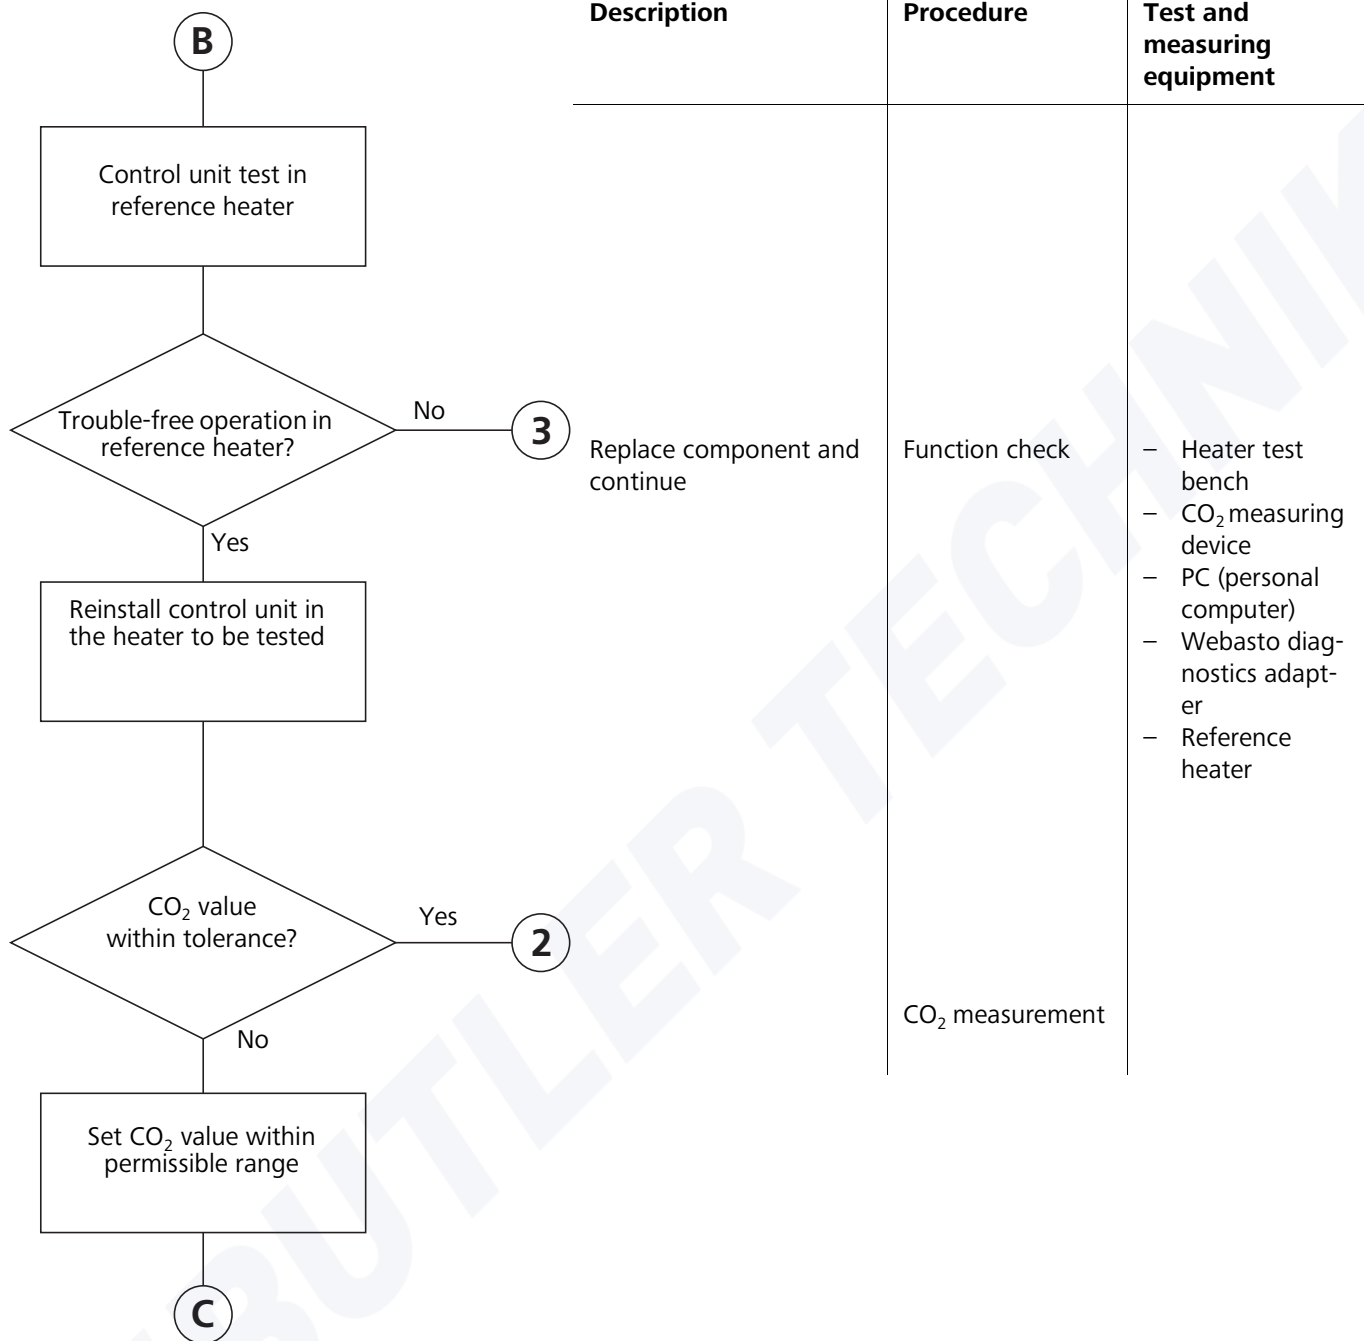 B
Control unit test in
reference heater
Trouble-free operation in
reference heater?
No
3
Yes
Reinstall control unit in
the heater to be tested
CO₂ value
within tolerance?
Yes
2
No
Set CO₂ value within
permissible range
C
Description
Procedure
Test and
measuring
equipment
Replace component and
continue
Function check
– Heater test
bench
– CO₂ measuring
device
– PC (personal
computer)
– Webasto diag-
nostics adapt-
er
– Reference
heater
CO₂ measurement
BUTLER TECHNIK